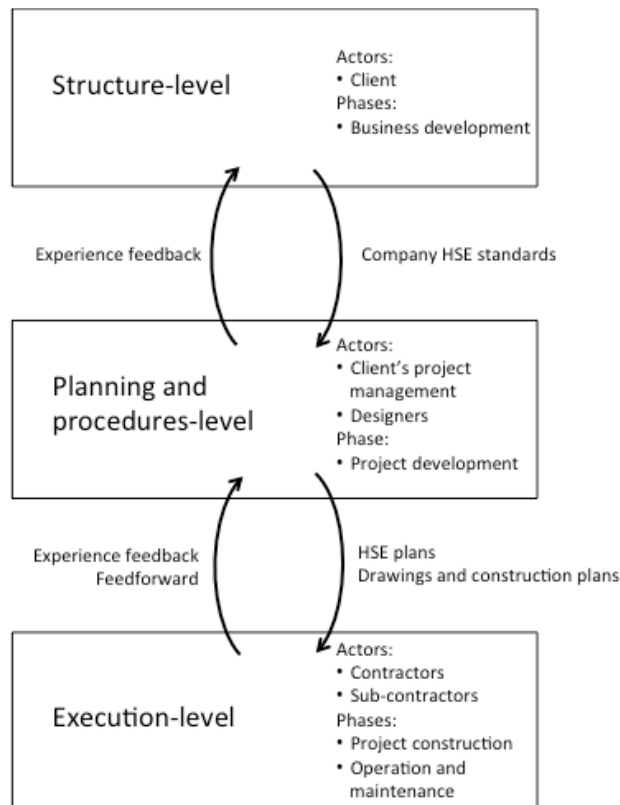 Structure-level
Actors:
• Client
Phases:
• Business development
Experience feedback
Company HSE standards
Planning and
procedures-level
Actors:
• Client's project
management
• Designers
Phase:
• Project development
Experience feedback
Feedforward
HSE plans
Drawings and construction plans
Execution-level
Actors:
• Contractors
• Sub-contractors
Phases:
• Project construction
• Operation and
maintenance